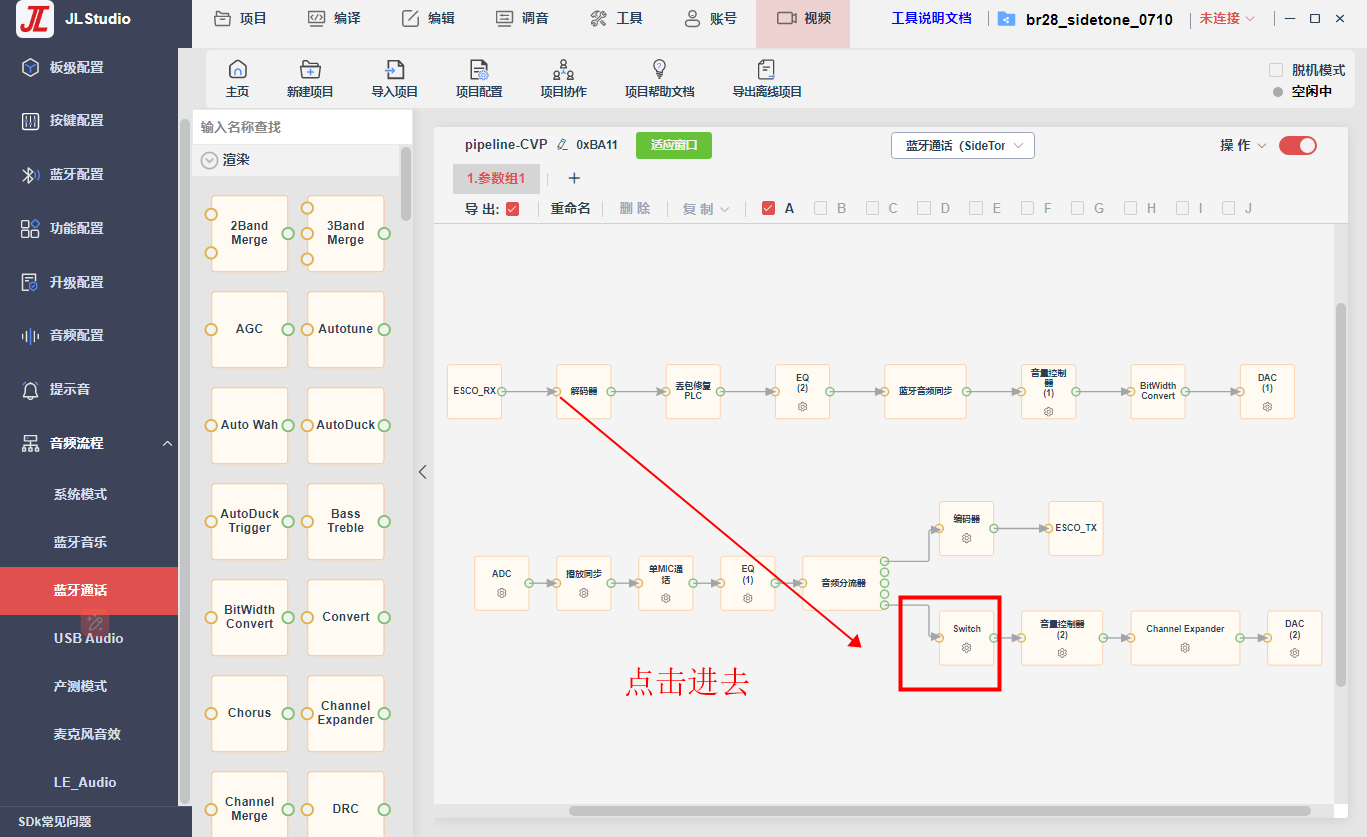 JL JLStudio
项目 编译 编辑 调音 工具 账号 视频 工具说明文档 br28_sidetone_0710 未连接
主页 新建项目 导入项目 项目配置 项目协作 项目帮助文档 导出离线项目
脱机模式
空闲中
板级配置
按键配置
蓝牙配置
功能配置
升级配置
音频配置
提示音
音频流程
系统模式
蓝牙音乐
蓝牙通话
USB Audio
产测模式
麦克风音效
LE_Audio
SDk常见问题
输入名称查找
渲染
2Band
Merge
3Band
Merge
AGC
Autotune
Auto Wah
AutoDuck
AutoDuck
Trigger
Bass
Treble
BitWidth
Convert
Convert
Chorus
Channel
Expander
Channel
Merge
DRC
pipeline-CVP 0xBA11 适应窗口 蓝牙通话（SideTor 操 作
1.参数组1 +
导 出: 重命名 删 除 复 制 A B C D E F G H I J
ESCO_RX
解码器
丢包修复
PLC
EQ
(2)
蓝牙音频同步
音量控制
器
(1)
BitWidth
Convert
DAC
(1)
编码器
ESCO_TX
ADC
播放同步
单MIC通
话
EQ
(1)
音频分流器
Switch
音量控制器
(2)
Channel Expander
DAC
(2)
点击进去